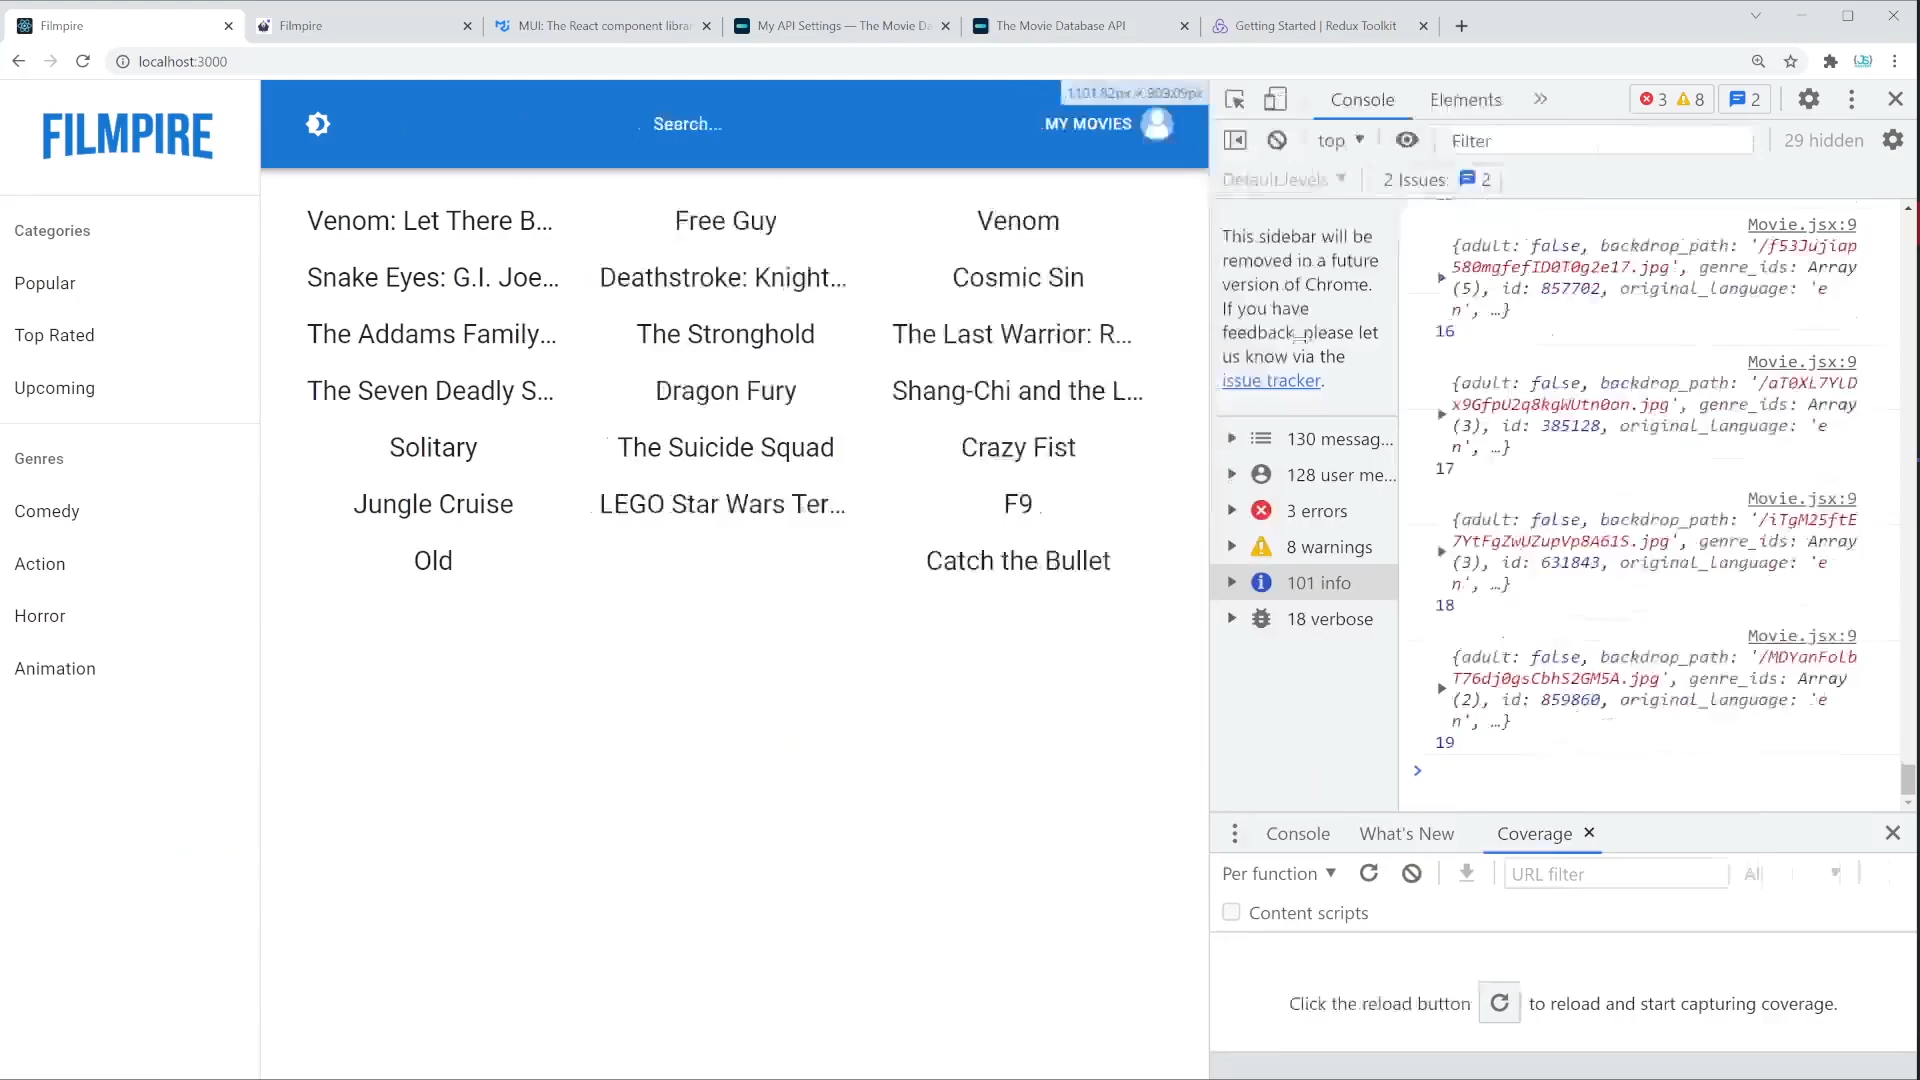 Filmpire
Filmpire
MUI: The React component librar
My API Settings — The Movie Da
The Movie Database API
Getting Started | Redux Toolkit
localhost:3000
FILMPIRE
Categories
Popular
Top Rated
Upcoming
Genres
Comedy
Action
Horror
Animation
Search...
MY MOVIES
Venom: Let There B... Free Guy Venom
Snake Eyes: G.I. Joe... Deathstroke: Knight... Cosmic Sin
The Addams Family... The Stronghold The Last Warrior: R...
The Seven Deadly S... Dragon Fury Shang-Chi and the L...
Solitary The Suicide Squad Crazy Fist
Jungle Cruise LEGO Star Wars Ter... F9
Old Catch the Bullet
Console Elements 3 8 2
top Filter 29 hidden
Default levels 2 Issues: 2
This sidebar will be
removed in a future
version of Chrome.
If you have
feedback, please let
us know via the
issue tracker.
130 messag...
128 user me...
3 errors
8 warnings
101 info
18 verbose
Movie.jsx:9
{adult: false, backdrop_path: '/f53Jujiap
580mgfefID0T0g2e17.jpg', genre_ids: Array
(5), id: 857702, original_language: 'e
n', …}
16
Movie.jsx:9
{adult: false, backdrop_path: '/aT0XL7YLD
x9GfpU2q8kgWUtn0on.jpg', genre_ids: Array
(3), id: 385128, original_language: 'e
n', …}
17
Movie.jsx:9
{adult: false, backdrop_path: '/iTgM25ftE
7YtFgZwUZupVp8A61S.jpg', genre_ids: Array
(3), id: 631843, original_language: 'e
n', …}
18
Movie.jsx:9
{adult: false, backdrop_path: '/MDYanFolb
T76dj0gsCbhS2GM5A.jpg', genre_ids: Array
(2), id: 859860, original_language: 'e
n', …}
19
Console What's New Coverage
Per function URL filter Al
Content scripts
Click the reload button to reload and start capturing coverage.